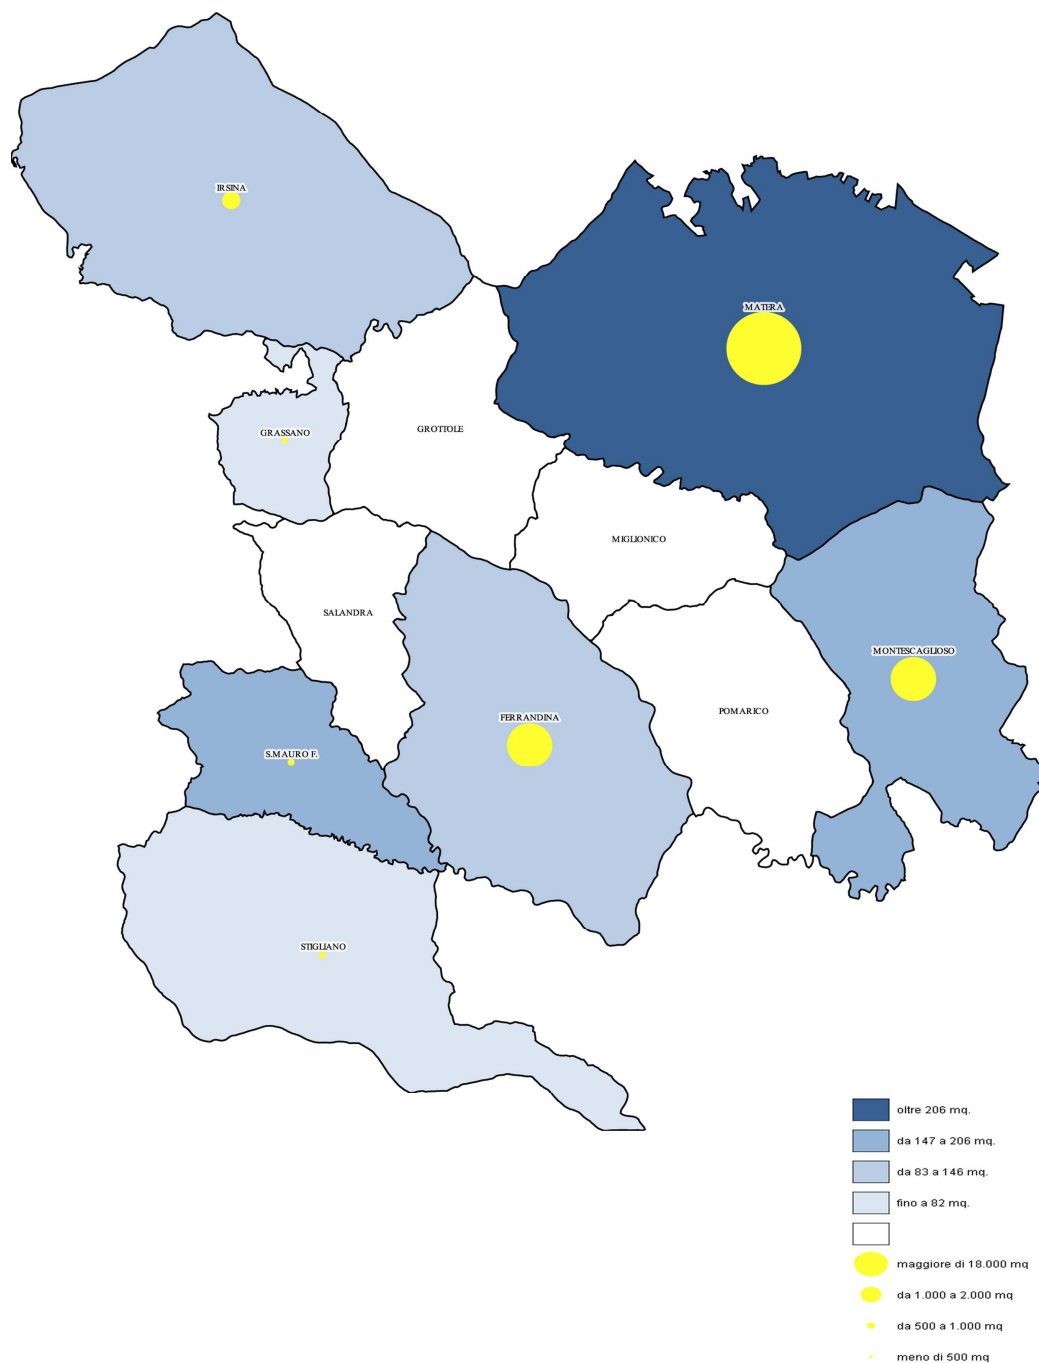 IRSINA
MATERA
GRASSANO
GROTTOLE
MIGLIONICO
SALANDRA
MONTESCAGLIOSO
POMARICO
FERRANDINA
S.MAURO F.
STIGLIANO
oltre 206 mq.
da 147 a 206 mq.
da 83 a 146 mq.
fino a 82 mq.
maggiore di 18.000 mq
da 1.000 a 2.000 mq
da 500 a 1.000 mq
meno di 500 mq